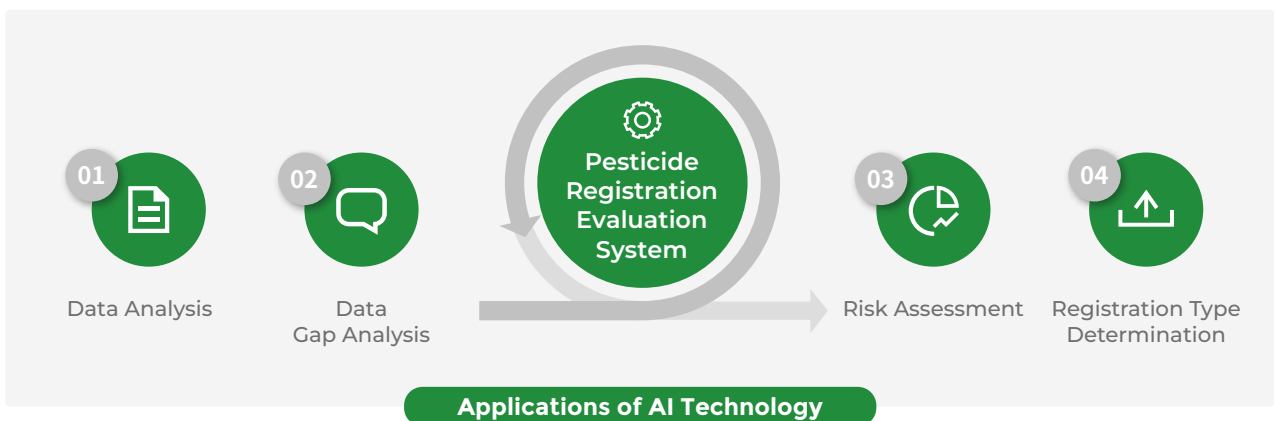 01
Data Analysis
02
Data
Gap Analysis
Pesticide
Registration
Evaluation
System
03
Risk Assessment
04
Registration Type
Determination
Applications of AI Technology